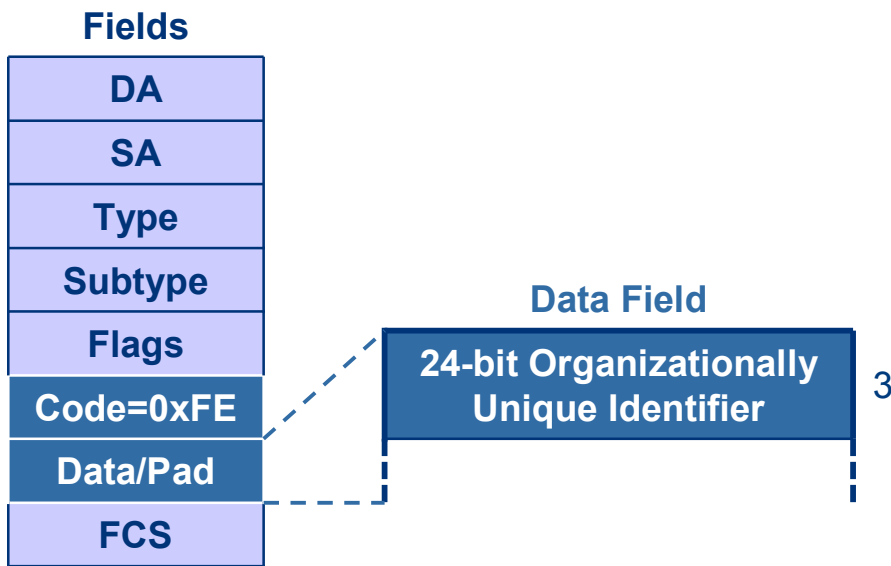 Fields
DA
SA
Type
Subtype
Flags
Code=0xFE
Data/Pad
FCS
Data Field
24-bit Organizationally
Unique Identifier
3